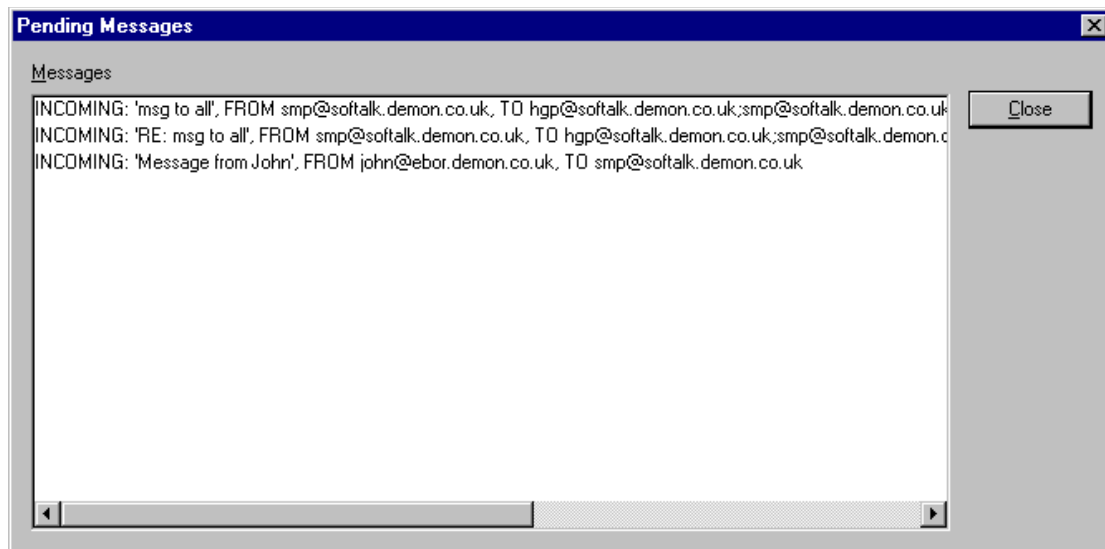 Pending Messages
Messages
INCOMING: 'msg to all', FROM smp@softalk.demon.co.uk, TO hgp@softalk.demon.co.uk;smp@softalk.demon.co.uk
Close
INCOMING: 'RE: msg to all', FROM smp@softalk.demon.co.uk, TO hgp@softalk.demon.co.uk;smp@softalk.demon.c
INCOMING: 'Message from John', FROM john@ebor.demon.co.uk, TO smp@softalk.demon.co.uk